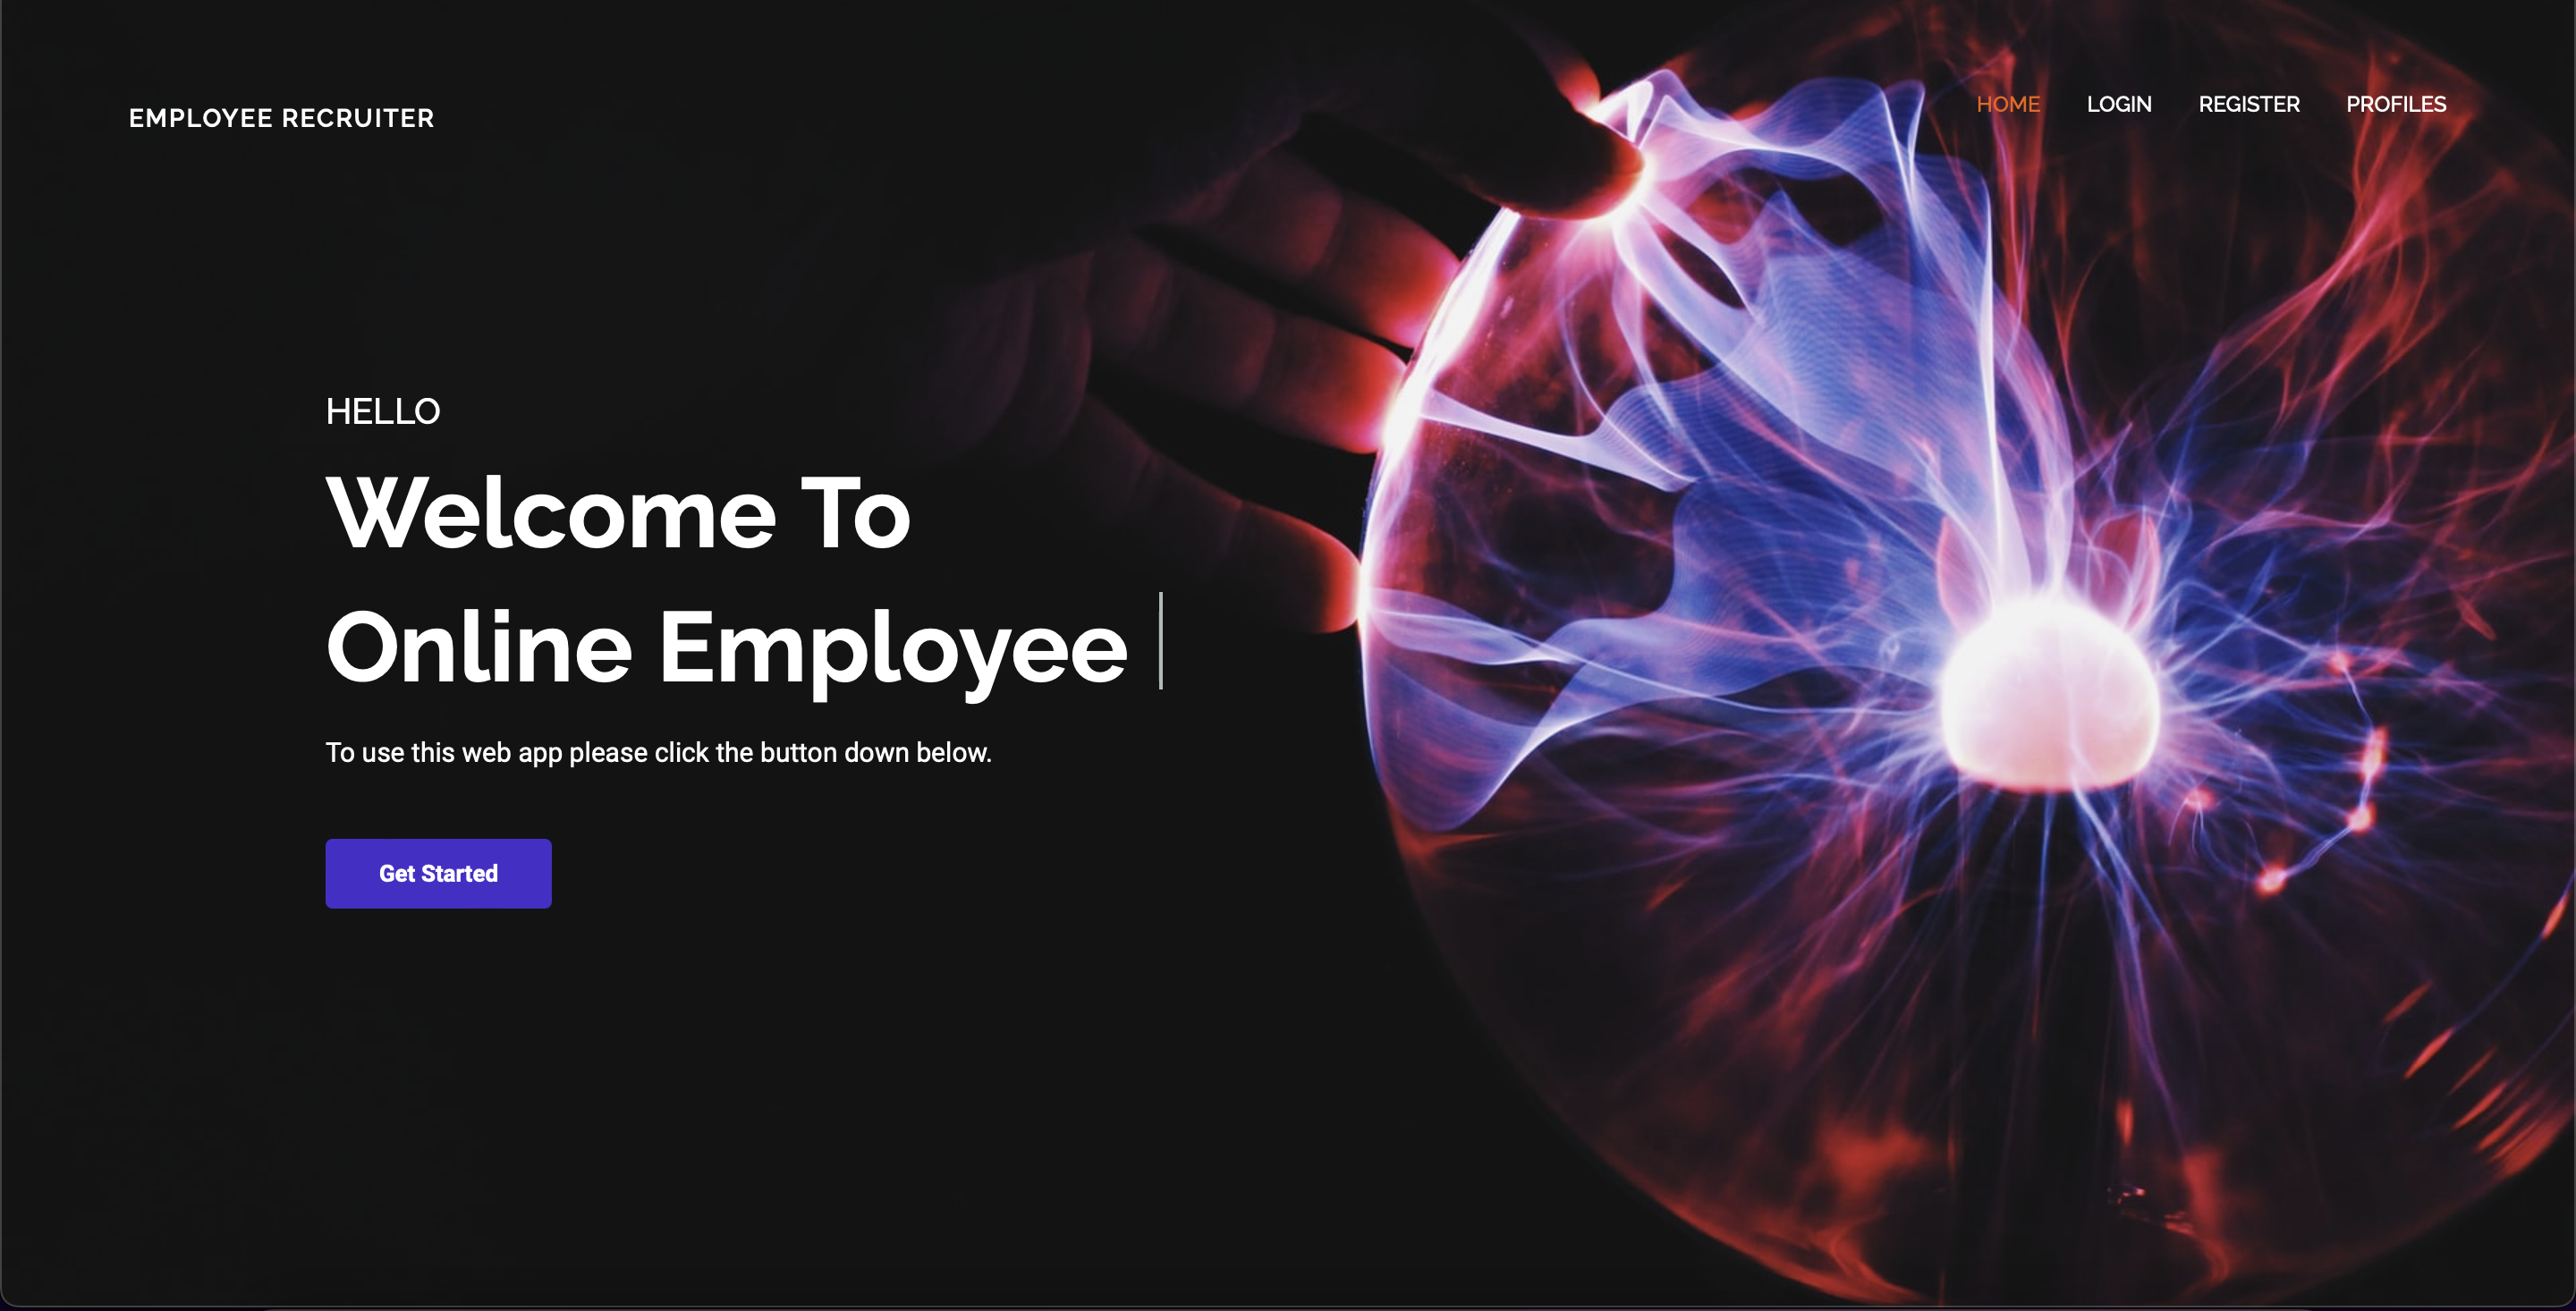 EMPLOYEE RECRUITER
HOME LOGIN REGISTER PROFILES
HELLO
Welcome To
Online Employee
To use this web app please click the button down below.
Get Started